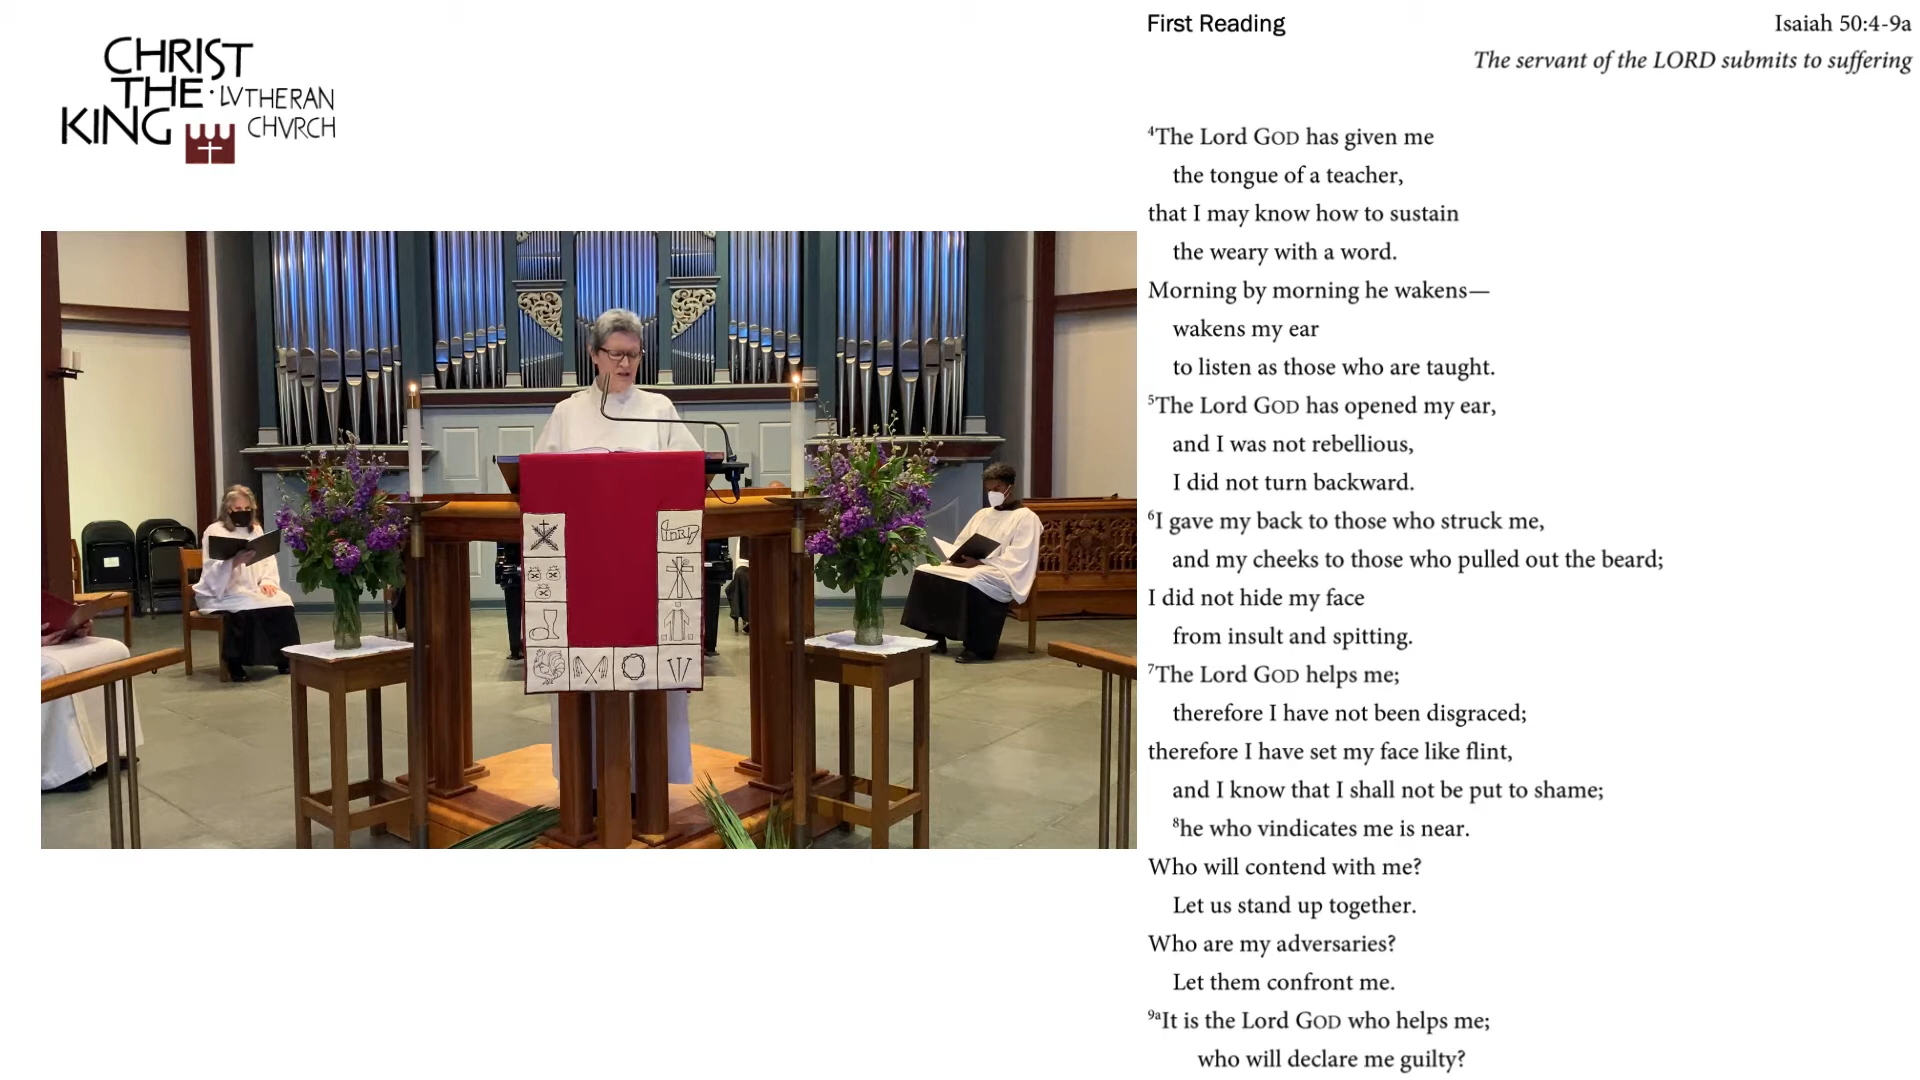 CHRIST
THE · LVTHERAN
KING CHVRCH
First Reading
Isaiah 50:4-9a
The servant of the LORD submits to suffering
⁴The Lord GOD has given me
the tongue of a teacher,
that I may know how to sustain
the weary with a word.
Morning by morning he wakens—
wakens my ear
to listen as those who are taught.
⁵The Lord GOD has opened my ear,
and I was not rebellious,
I did not turn backward.
⁶I gave my back to those who struck me,
and my cheeks to those who pulled out the beard;
I did not hide my face
from insult and spitting.
⁷The Lord GOD helps me;
therefore I have not been disgraced;
therefore I have set my face like flint,
and I know that I shall not be put to shame;
⁸he who vindicates me is near.
Who will contend with me?
Let us stand up together.
Who are my adversaries?
Let them confront me.
⁹ᵃIt is the Lord GOD who helps me;
who will declare me guilty?